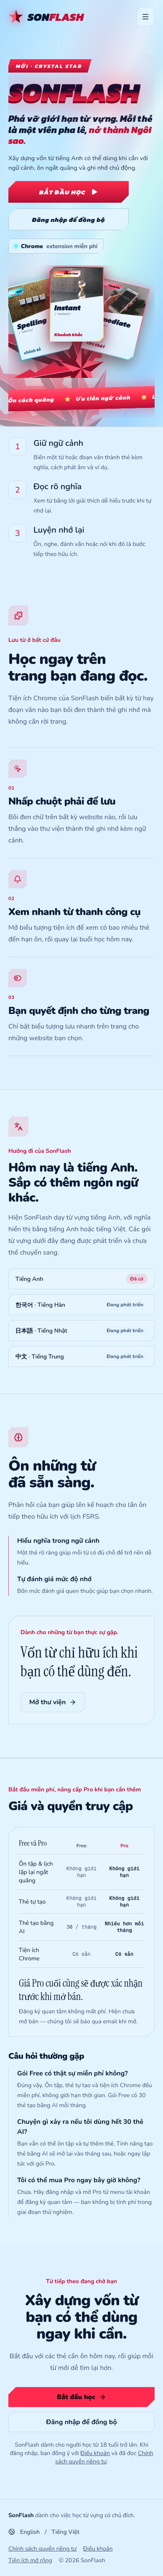 SONFLASH
MỚI · CRYSTAL STAR
SONFLASH
Phá vỡ giới hạn từ vựng. Mỗi thẻ
là một viên pha lê, nở thành Ngôi
sao.
Xây dựng vốn từ tiếng Anh có thể dùng khi cần với
cụm từ chính, ôn ngắt quãng và ghi nhớ chủ động.
BẮT ĐẦU HỌC
Đăng nhập để đồng bộ
Chrome extension miễn phí
Spelling
Instant
Khoảnh khắc
Ôn cách quãng
Ưu tiên ngữ cảnh
1
Giữ ngữ cảnh
Biến một từ hoặc đoạn văn thành thẻ kèm
nghĩa, cách phát âm và ví dụ.
2
Đọc rõ nghĩa
Xem từ bằng lời giải thích dễ hiểu trước khi tự
nhớ lại.
3
Luyện nhớ lại
Ôn, nghe, đánh vần hoặc nói khi đó là bước
tiếp theo hữu ích.
Lưu từ ở bất cứ đâu
Học ngay trên
trang bạn đang đọc.
Tiện ích Chrome của SonFlash biến bất kỳ từ hay
đoạn văn nào bạn bôi đen thành thẻ ghi nhớ mà
không cần rời trang.
01
Nhấp chuột phải để lưu
Bôi đen chữ trên bất kỳ website nào, rồi lưu
thẳng vào thư viện thành thẻ ghi nhớ kèm ngữ
cảnh.
02
Xem nhanh từ thanh công cụ
Mở biểu tượng tiện ích để xem có bao nhiêu thẻ
đến hạn ôn, rồi quay lại buổi học hôm nay.
03
Bạn quyết định cho từng trang
Chỉ bật biểu tượng lưu nhanh trên trang cho
những website bạn chọn.
Hướng đi của SonFlash
Hôm nay là tiếng Anh.
Sắp có thêm ngôn ngữ
khác.
Hiện SonFlash dạy từ vựng tiếng Anh, với nghĩa
hiển thị bằng tiếng Anh hoặc tiếng Việt. Các gói
từ vựng dưới đây đang được phát triển và chưa
thể chuyển sang.
Tiếng Anh
Đã có
한국어 · Tiếng Hàn
Đang phát triển
日本語 · Tiếng Nhật
Đang phát triển
中文 · Tiếng Trung
Đang phát triển
Ôn những từ
đã sẵn sàng.
Phản hồi của bạn giúp lên kế hoạch cho lần ôn
tiếp theo hữu ích với lịch FSRS.
Hiểu nghĩa trong ngữ cảnh
Một thẻ rõ ràng giúp mỗi từ có đủ chỗ để trở nên dễ
hiểu.
Tự đánh giá mức độ nhớ
Bốn mức đánh giá quen thuộc giúp bạn chọn nhanh.
Dành cho những từ bạn thực sự gặp.
Vốn từ chỉ hữu ích khi
bạn có thể dùng đến.
Mở thư viện
Bắt đầu miễn phí, nâng cấp Pro khi bạn cần thêm
Giá và quyền truy cập
Free và Pro
Free
Pro
Ôn tập & lịch
lặp lại ngắt
quãng
Không giới
hạn
Không giới
hạn
Thẻ tự tạo
Không giới
hạn
Không giới
hạn
Thẻ tạo bằng
AI
30 / tháng
Nhiều hơn mỗi
tháng
Tiện ích
Chrome
Có sẵn
Có sẵn
Giá Pro cuối cùng sẽ được xác nhận
trước khi mở bán.
Đăng ký quan tâm không mất phí. Hiện chưa
mở bán — chúng tôi sẽ báo qua email khi mở.
Câu hỏi thường gặp
Gói Free có thật sự miễn phí không?
Đúng vậy. Ôn tập, thẻ tự tạo và tiện ích Chrome đều
miễn phí, không giới hạn thời gian. Gói Free có 30
thẻ tạo bằng AI mỗi tháng.
Chuyện gì xảy ra nếu tôi dùng hết 30 thẻ
AI?
Bạn vẫn có thể ôn tập và tự thêm thẻ. Tính năng tạo
thẻ bằng AI sẽ mở lại vào tháng sau, hoặc ngay lập
tức với gói Pro.
Tôi có thể mua Pro ngay bây giờ không?
Chưa. Hãy đăng nhập và mở Pro từ menu tài khoản
để đăng ký quan tâm — bạn không bị tính phí trong
giai đoạn thử nghiệm.
Từ tiếp theo đang chờ bạn
Xây dựng vốn từ
bạn có thể dùng
ngay khi cần.
Bắt đầu với các thẻ cần ôn hôm nay, rồi giúp mỗi
từ mới dễ tìm lại hơn.
Bắt đầu học
Đăng nhập để đồng bộ
SonFlash dành cho người học từ 18 tuổi trở lên. Khi
đăng nhập, bạn đồng ý với Điều khoản và đã đọc Chính
sách quyền riêng tư.
SonFlash dành cho việc học từ vựng có chủ đích.
English / Tiếng Việt
Chính sách quyền riêng tư Điều khoản
Tiện ích mở rộng © 2026 SonFlash